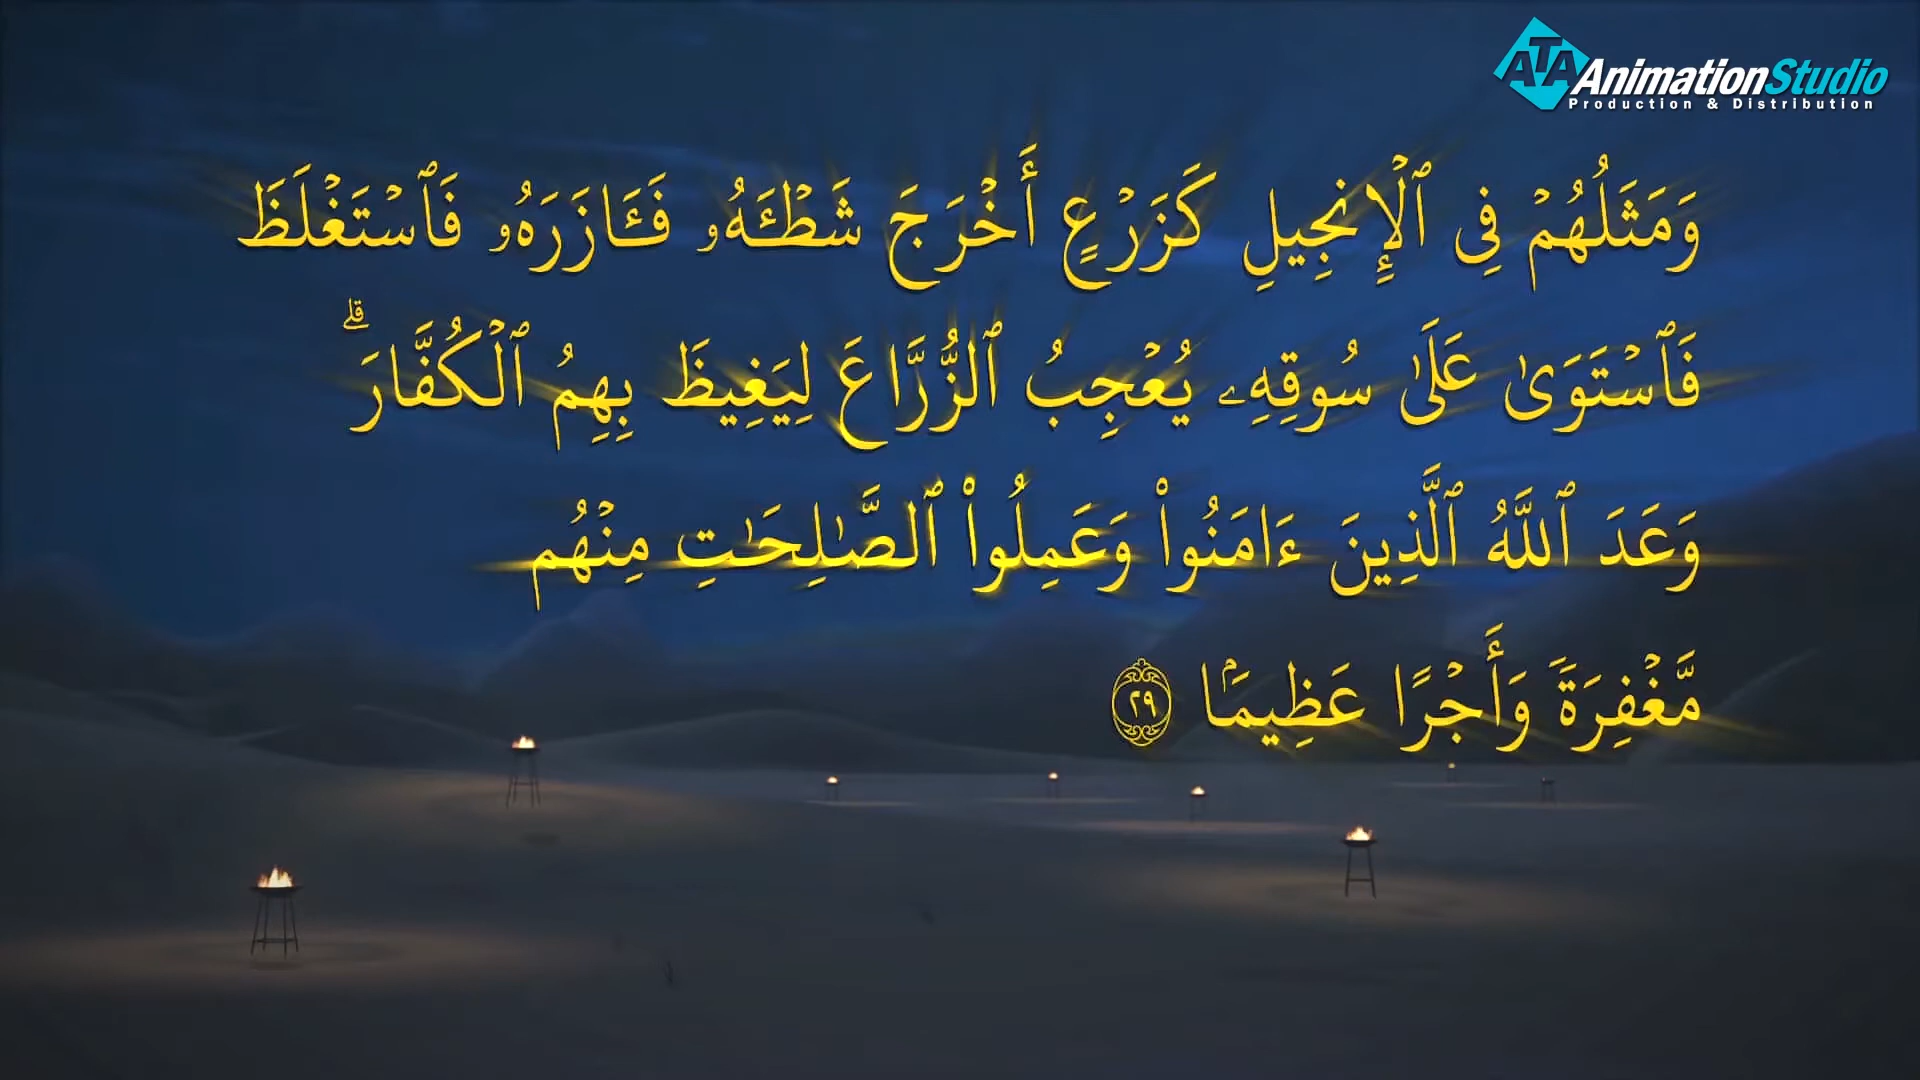 ATA AnimationStudio
Production & Distribution
وَمَثَلُهُمۡ فِي ٱلۡإِنجِيلِ كَزَرۡعٍ أَخۡرَجَ شَطۡـَٔهُۥ فَـَٔازَرَهُۥ فَٱسۡتَغۡلَظَ
فَٱسۡتَوَىٰ عَلَىٰ سُوقِهِۦ يُعۡجِبُ ٱلزُّرَّاعَ لِيَغِيظَ بِهِمُ ٱلۡكُفَّارَۗ
وَعَدَ ٱللَّهُ ٱلَّذِينَ ءَامَنُواْ وَعَمِلُواْ ٱلصَّـٰلِحَـٰتِ مِنۡهُم
مَّغۡفِرَةٗ وَأَجۡرًا عَظِيمَۢا ٢٩